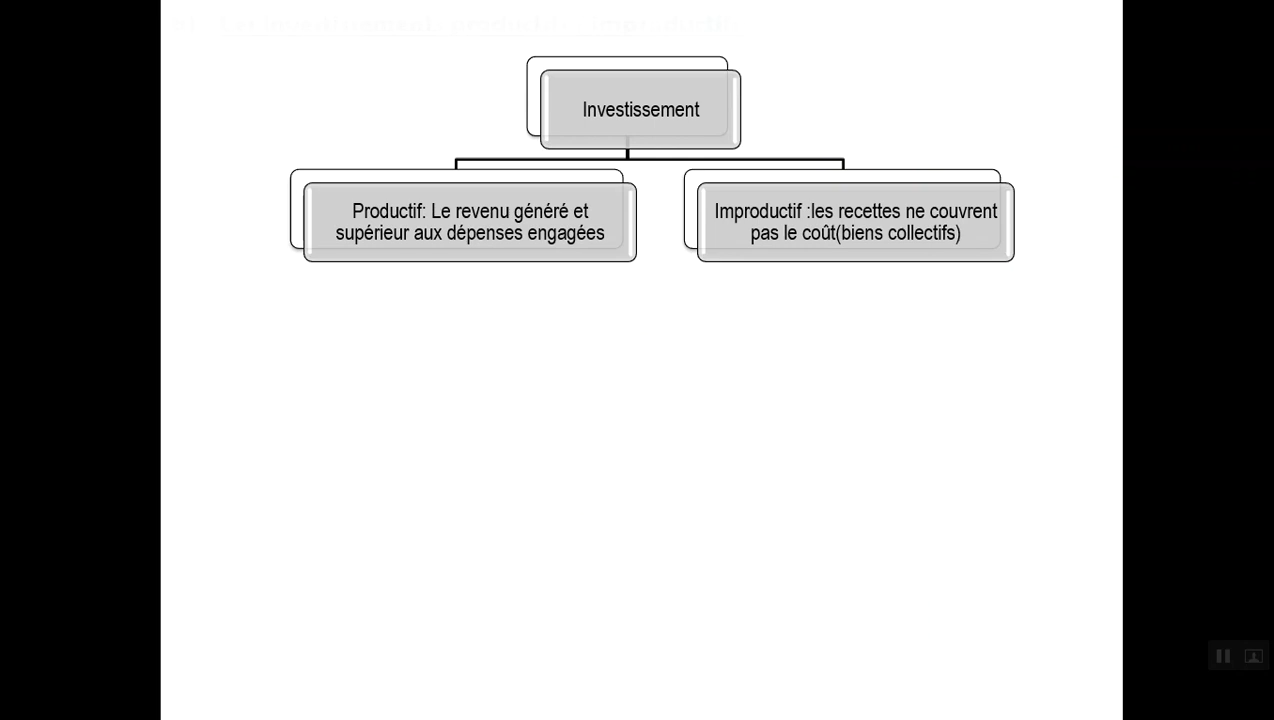 Investissement
Productif: Le revenu généré et
supérieur aux dépenses engagées
Improductif :les recettes ne couvrent
pas le coût(biens collectifs)